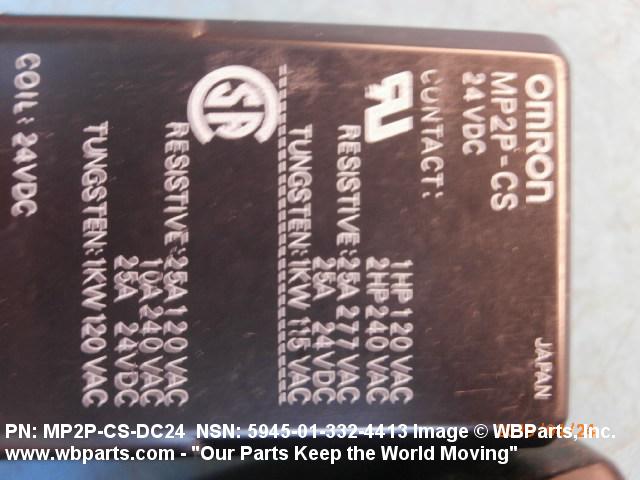 OMRON
MP2P-CS
24VDC
JAPAN
CONTACT:
1HP 120 VAC
2HP 240 VAC
RESISTIVE: 25A 277 VAC
25A 24 VDC
TUNGSTEN: 1KW 115 VAC
RESISTIVE: 25A 120 VAC
10A 240 VAC
25A 24VDC
TUNGSTEN: 1KW 120 VAC
COIL: 24VDC
PN: MP2P-CS-DC24 NSN: 5945-01-332-4413 Image © WBParts, Inc.
www.wbparts.com - "Our Parts Keep the World Moving"